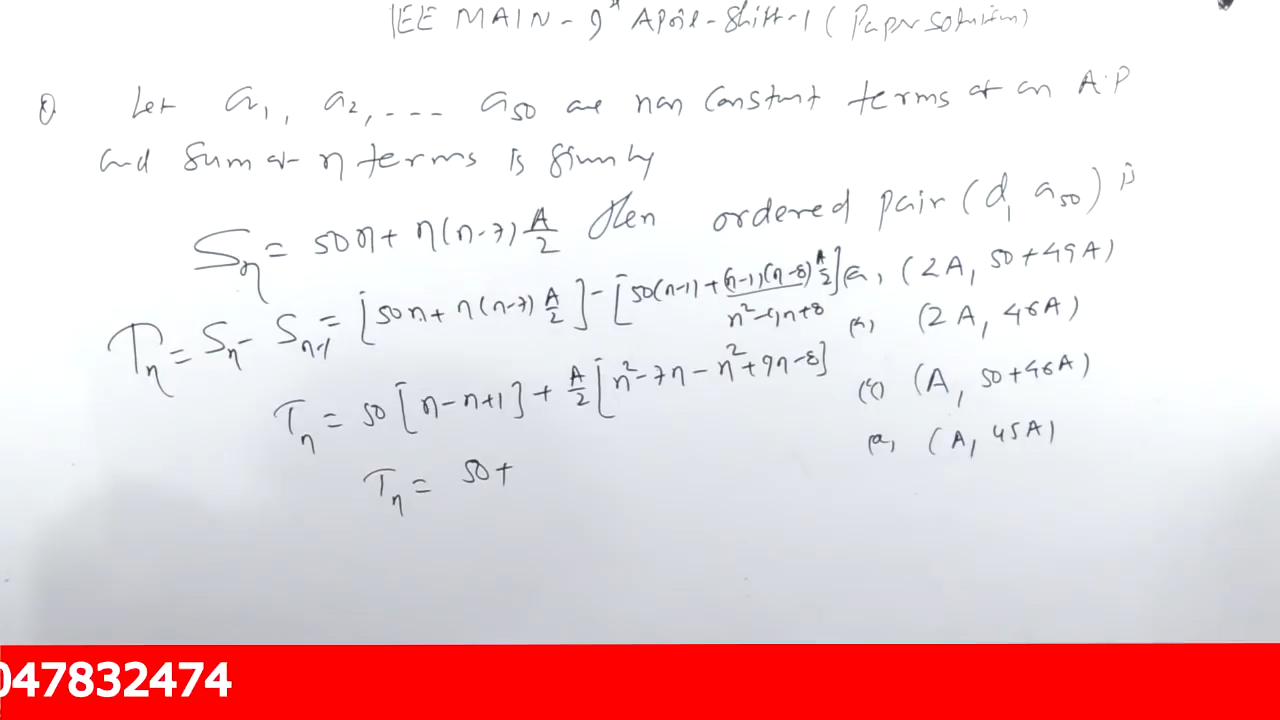 JEE MAIN - 9th April - Shift-1 (Paper solution)
Q Let a₁, a₂, --- a₅₀ are non constant terms of an A.P
and sum of n terms is given by
Sₙ = 50n + n(n-7) A/2 then ordered pair (d, a₅₀) is
Tₙ = Sₙ - Sₙ₋₁ = [50n + n(n-7) A/2] - [50(n-1) + (n-1)(n-8) A/2] (a, (2A, 50+49A)
n²-9n+8 (b) (2A, 46A)
Tₙ = 50[n-n+1] + A/2 [n²-7n-n²+9n-8] (c) (A, 50+46A)
(d, (A, 45A)
Tₙ = 50+
047832474